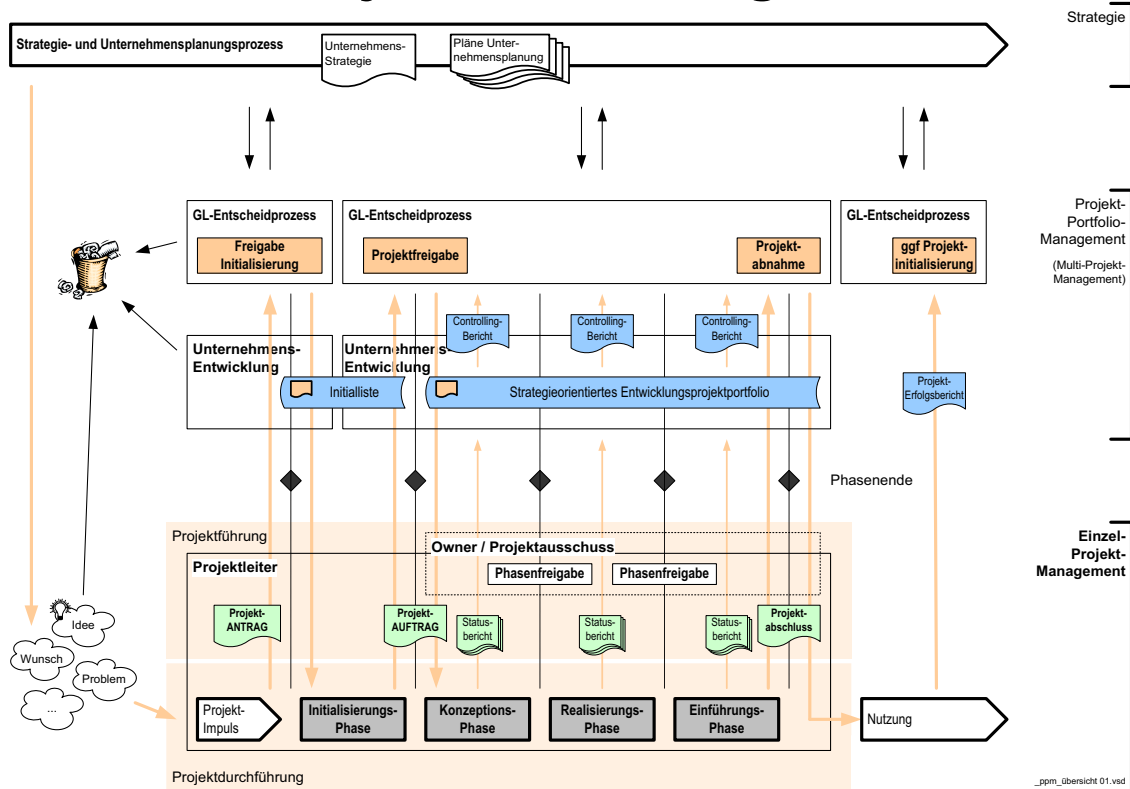 Strategie
Strategie- und Unternehmensplanungsprozess
Unternehmens-
Strategie
Pläne Unter-
nehmensplanung
Projekt-
Portfolio-
Management
(Multi-Projekt-
Management)
GL-Entscheidprozess
Freigabe
Initialisierung
GL-Entscheidprozess
Projektfreigabe
Projekt-
abnahme
GL-Entscheidprozess
ggf Projekt-
initialisierung
Controlling-
Bericht
Controlling-
Bericht
Controlling-
Bericht
Unternehmens-
Entwicklung
Unternehmens-
Entwicklung
Initialliste
Strategieorientiertes Entwicklungsprojektportfolio
Projekt-
Erfolgsbericht
Phasenende
Projektführung
Owner / Projektausschuss
Einzel-
Projekt-
Management
Projektleiter
Phasenfreigabe
Phasenfreigabe
Projekt-
ANTRAG
Projekt-
AUFTRAG
Status-
bericht
Status-
bericht
Status-
bericht
Projekt-
abschluss
Idee
Wunsch
Problem
...
Projekt-
Impuls
Initialisierungs-
Phase
Konzeptions-
Phase
Realisierungs-
Phase
Einführungs-
Phase
Nutzung
Projektdurchführung
_ppm_übersicht 01.vsd